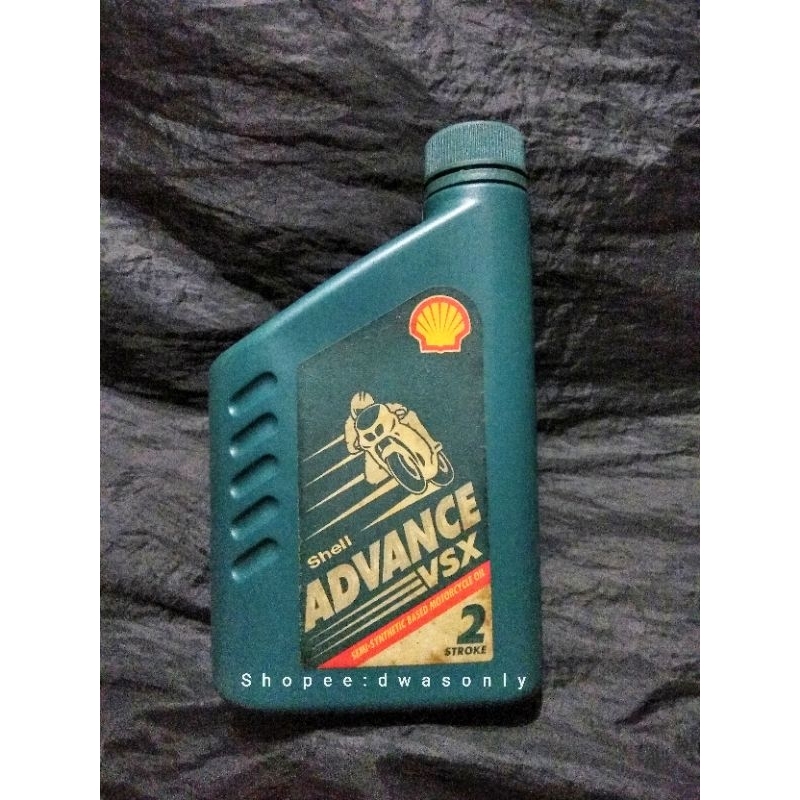 Shell
ADVANCE
VSX
SEMI-SYNTHETIC BASED MOTORCYCLE OIL
2
STROKE
Shopee:dwasonly